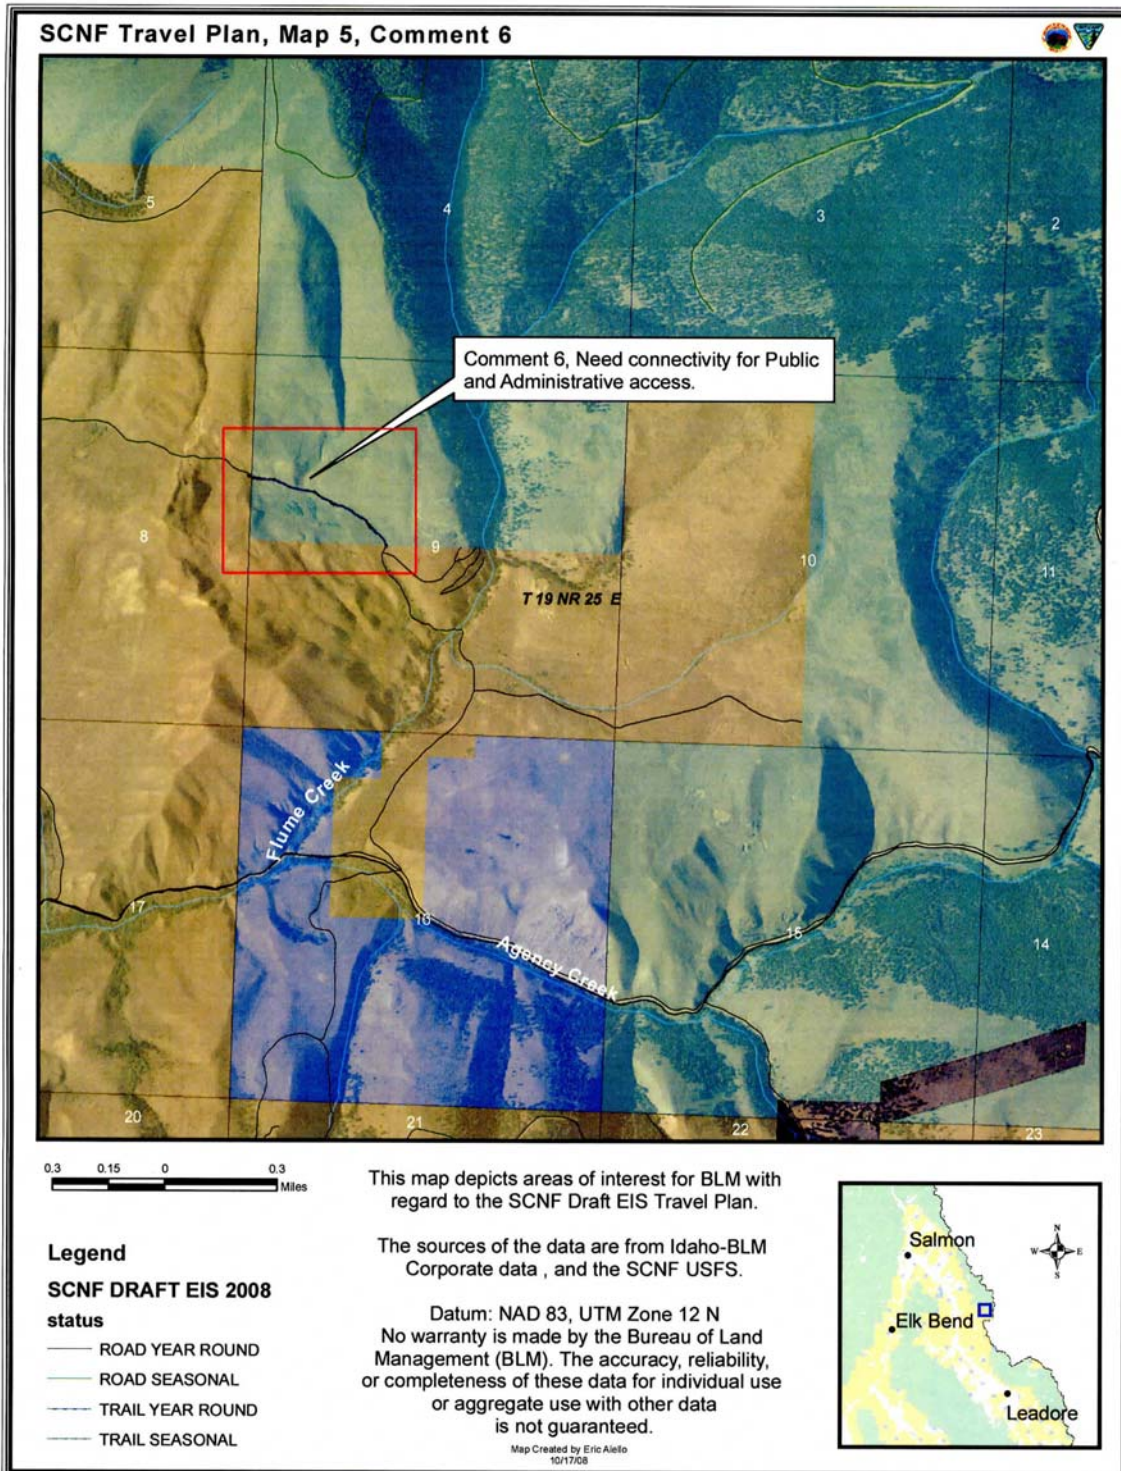 SCNF Travel Plan, Map 5, Comment 6
5
4
3
2
Comment 6, Need connectivity for Public
and Administrative access.
8
9
10
11
T 19 NR 25 E
Flume Creek
17
16
15
14
Agency Creek
20
21
22
23
0.3 0.15 0 0.3
Miles
This map depicts areas of interest for BLM with
regard to the SCNF Draft EIS Travel Plan.
The sources of the data are from Idaho-BLM
Corporate data , and the SCNF USFS.
Datum: NAD 83, UTM Zone 12 N
No warranty is made by the Bureau of Land
Management (BLM). The accuracy, reliability,
or completeness of these data for individual use
or aggregate use with other data
is not guaranteed.
Map Created by Eric Aiello
10/17/08
Legend
SCNF DRAFT EIS 2008
status
ROAD YEAR ROUND
ROAD SEASONAL
TRAIL YEAR ROUND
TRAIL SEASONAL
Salmon
Elk Bend
Leadore
N
W
E
S